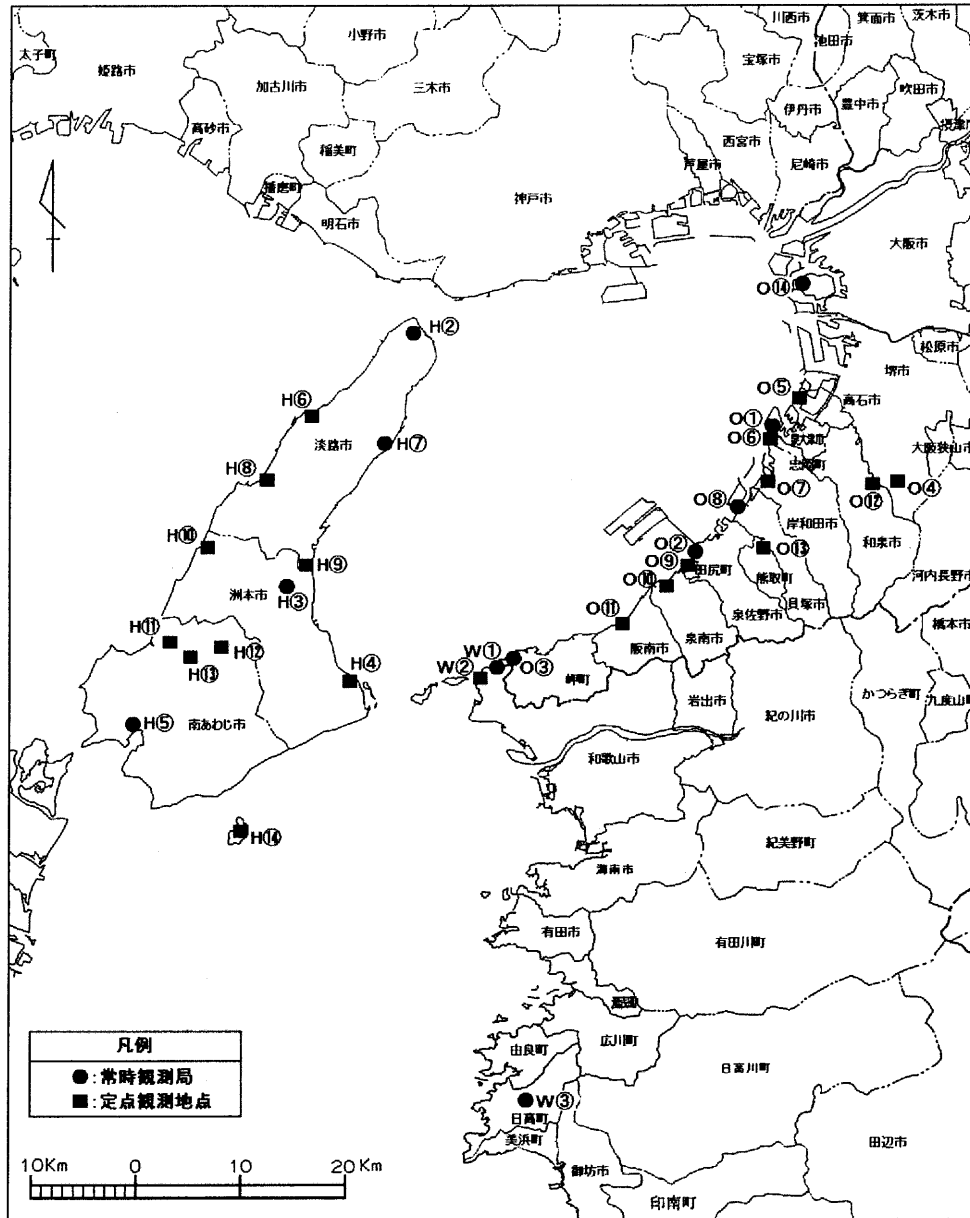 川西市
箕面市
茨木市
小野市
池田市
太子町
姫路市
加古川市
三木市
宝塚市
吹田市
伊丹市
豊中市
高砂市
摂津市
稲美町
西宮市
尼崎市
芦屋市
播磨町
神戸市
明石市
大阪市
O⑭
H②
松原市
堺市
O⑤
高石市
H⑥
O①
淡路市
H⑦
O⑥
泉大津市
大阪狭山市
忠岡町
H⑧
O⑦
O⑫
O④
O⑧
岸和田市
H⑩
O②
O⑬
和泉市
H⑨
O⑨
田尻町
熊取町
河内長野市
洲本市
H③
O⑩
泉佐野市
貝塚市
O⑪
橋本市
H⑪
泉南市
阪南市
H⑫
W①
H⑬
H④
W②
O③
岬町
かつらぎ町
岩出市
九度山町
H⑤
南あわじ市
紀の川市
和歌山市
H⑭
紀美野町
海南市
有田市
有田川町
広川町
由良町
日高川町
凡例
●:常時観測局
■:定点観測地点
W③
日高町
美浜町
田辺市
10Km
0
10
20 Km
御坊市
印南町